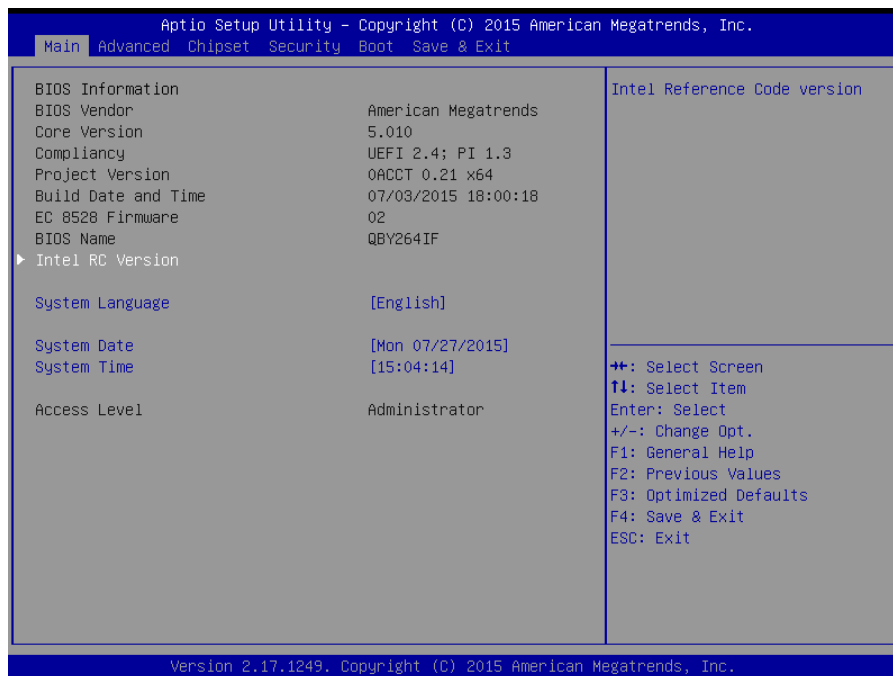 Aptio Setup Utility – Copyright (C) 2015 American Megatrends, Inc.
Main Advanced Chipset Security Boot Save & Exit
BIOS Information
BIOS Vendor American Megatrends
Core Version 5.010
Compliancy UEFI 2.4; PI 1.3
Project Version 0ACCT 0.21 x64
Build Date and Time 07/03/2015 18:00:18
EC 8528 Firmware 02
BIOS Name QBY264IF
Intel RC Version
System Language [English]
System Date [Mon 07/27/2015]
System Time [15:04:14]
Access Level Administrator
Intel Reference Code version
→←: Select Screen
↑↓: Select Item
Enter: Select
+/-: Change Opt.
F1: General Help
F2: Previous Values
F3: Optimized Defaults
F4: Save & Exit
ESC: Exit
Version 2.17.1249. Copyright (C) 2015 American Megatrends, Inc.